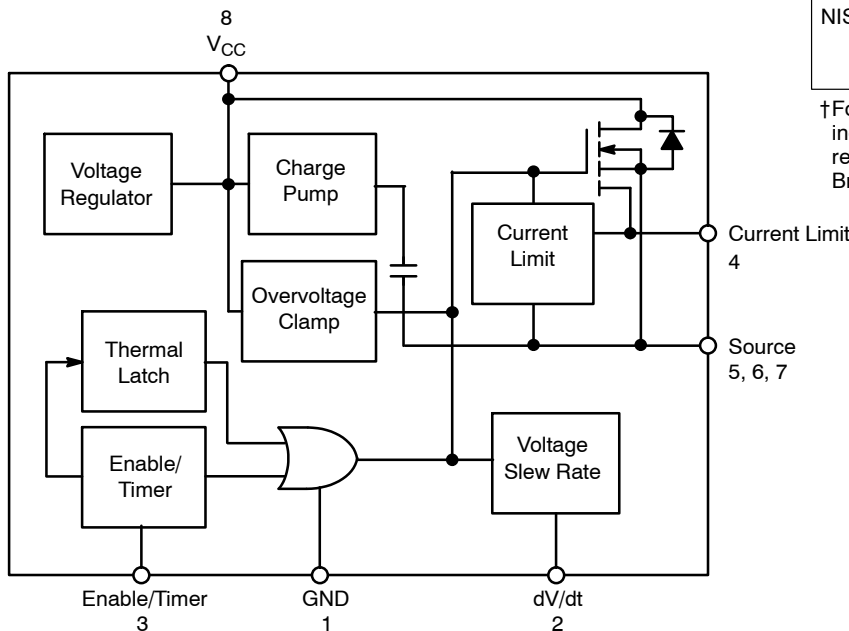 8
VCC
Voltage
Regulator
Charge
Pump
Current
Limit
Current Limit
4
Overvoltage
Clamp
Thermal
Latch
Source
5, 6, 7
Enable/
Timer
Voltage
Slew Rate
Enable/Timer
3
GND
1
dV/dt
2
NIS
†Fo
in
re
Br